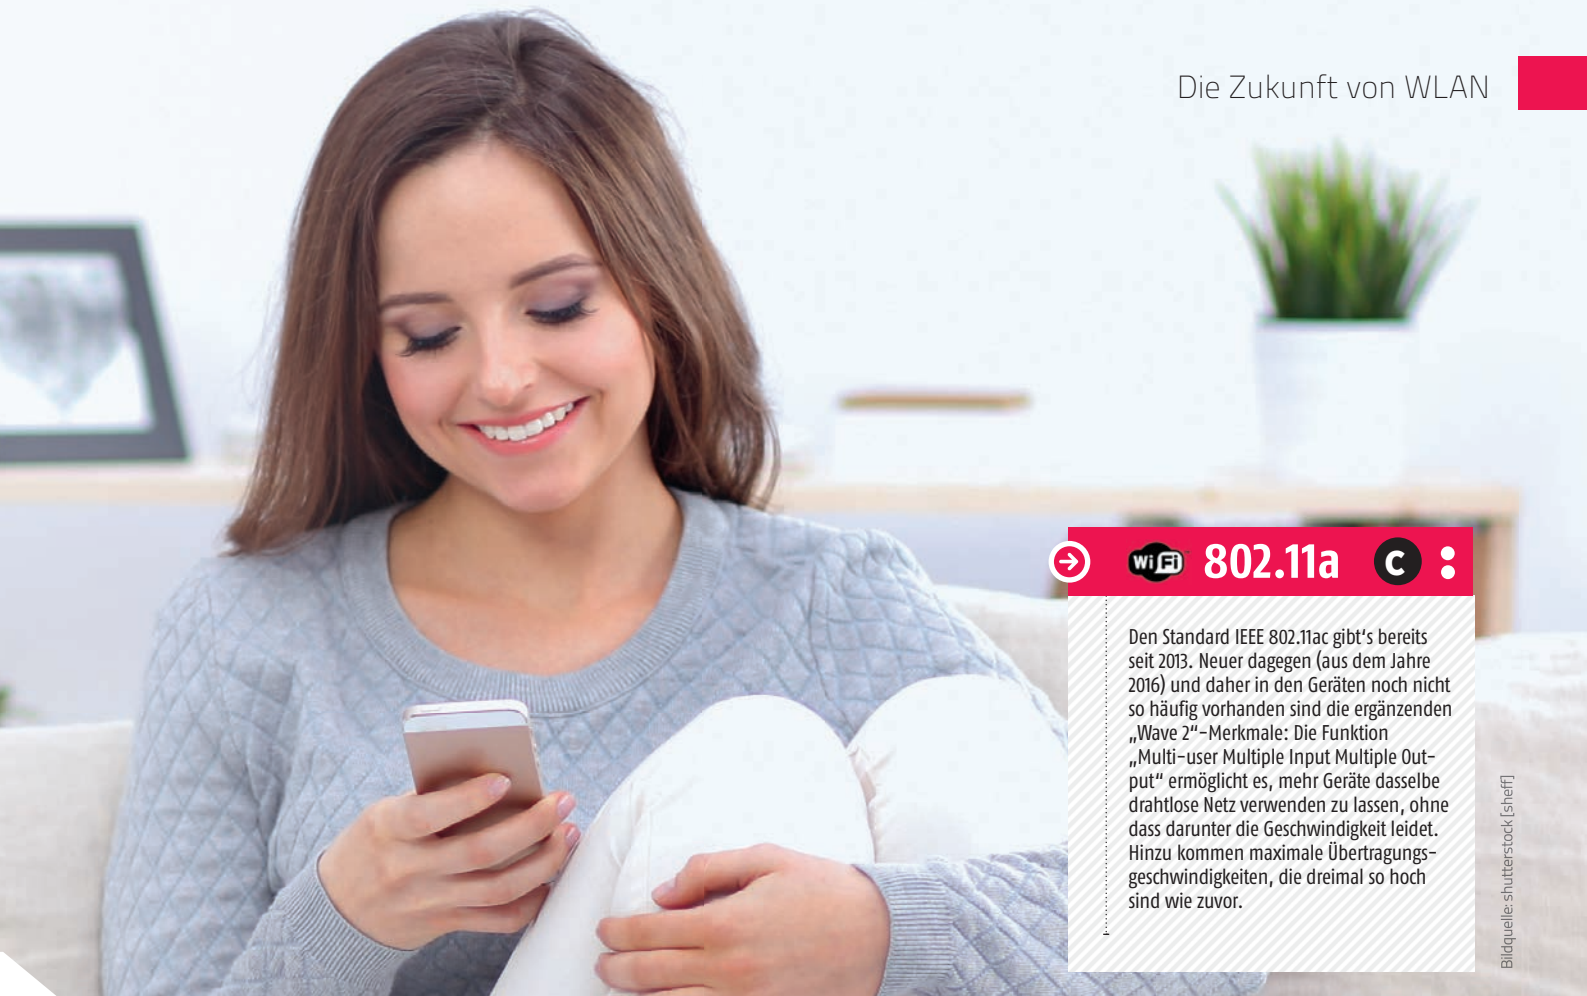 Die Zukunft von WLAN
WiFi 802.11a c :
Den Standard IEEE 802.11ac gibt‘s bereits
seit 2013. Neuer dagegen (aus dem Jahre
2016) und daher in den Geräten noch nicht
so häufig vorhanden sind die ergänzenden
„Wave 2“-Merkmale: Die Funktion
„Multi-user Multiple Input Multiple Out-
put“ ermöglicht es, mehr Geräte dasselbe
drahtlose Netz verwenden zu lassen, ohne
dass darunter die Geschwindigkeit leidet.
Hinzu kommen maximale Übertragungs-
geschwindigkeiten, die dreimal so hoch
sind wie zuvor.
Bildquelle: shutterstock [sheff]